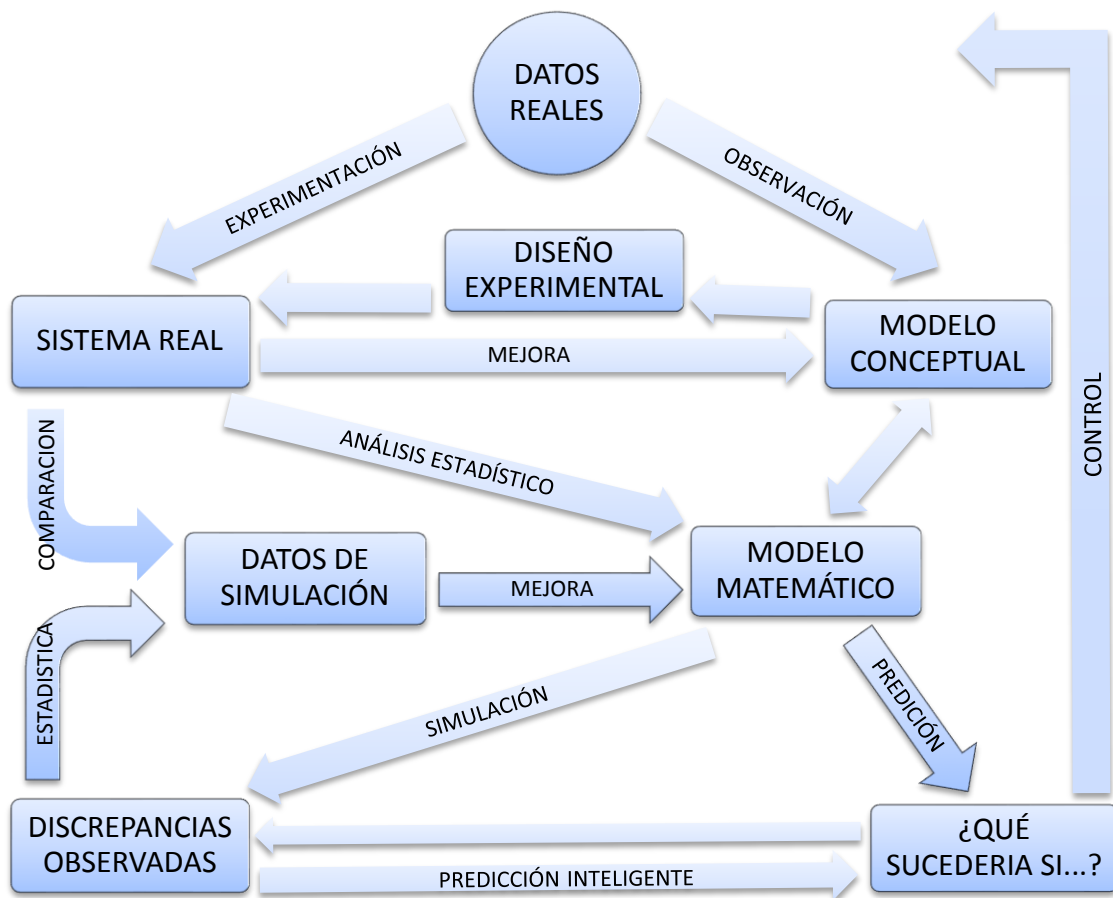 DATOS
REALES
EXPERIMENTACIÓN
OBSERVACIÓN
DISEÑO
EXPERIMENTAL
SISTEMA REAL
MEJORA
MODELO
CONCEPTUAL
CONTROL
ANÁLISIS ESTADÍSTICO
COMPARACION
DATOS DE
SIMULACIÓN
MEJORA
MODELO
MATEMÁTICO
ESTADISTICA
SIMULACIÓN
PREDICIÓN
DISCREPANCIAS
OBSERVADAS
¿QUÉ
SUCEDERIA SI...?
PREDICCIÓN INTELIGENTE